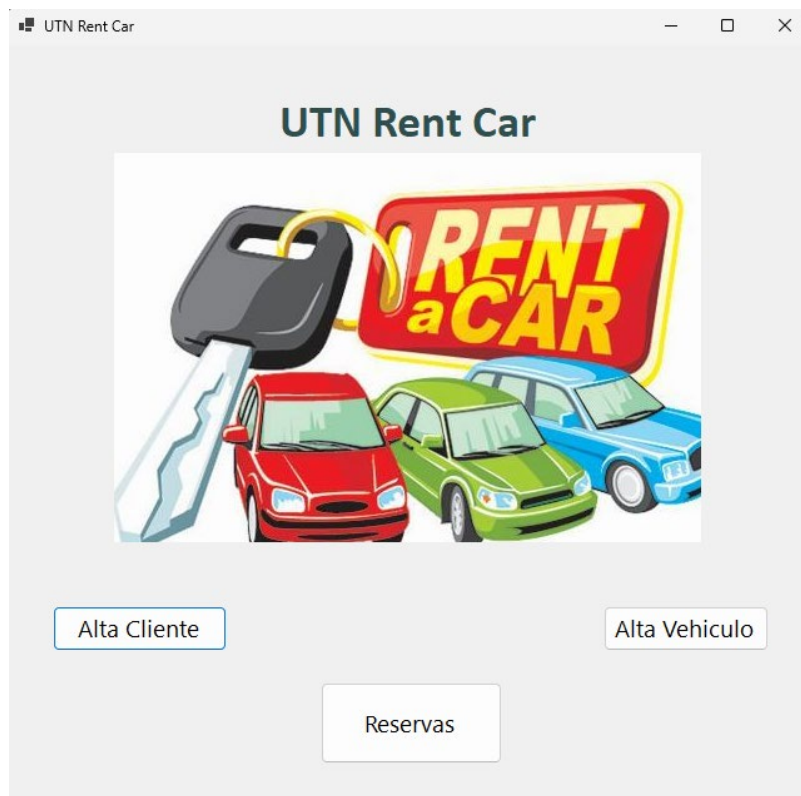 UTN Rent Car
UTN Rent Car
RENT
a CAR
Alta Cliente
Alta Vehiculo
Reservas